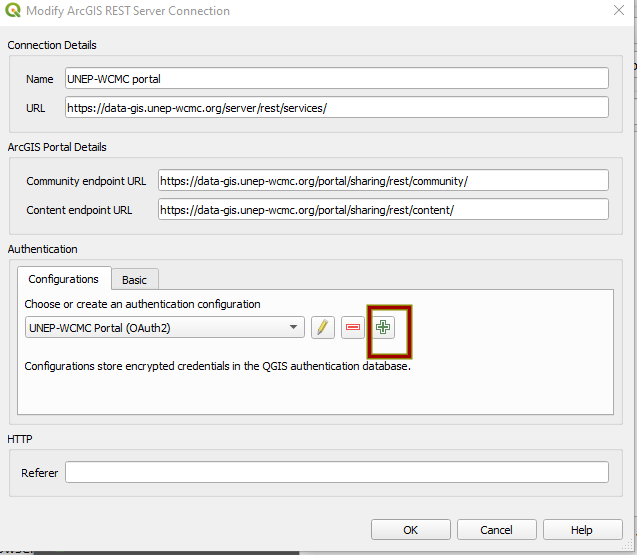 Modify ArcGIS REST Server Connection
Connection Details
Name UNEP-WCMC portal
URL https://data-gis.unep-wcmc.org/server/rest/services/
ArcGIS Portal Details
Community endpoint URL https://data-gis.unep-wcmc.org/portal/sharing/rest/community/
Content endpoint URL https://data-gis.unep-wcmc.org/portal/sharing/rest/content/
Authentication
Configurations Basic
Choose or create an authentication configuration
UNEP-WCMC Portal (OAuth2)
Configurations store encrypted credentials in the QGIS authentication database.
HTTP
Referer
OK Cancel Help